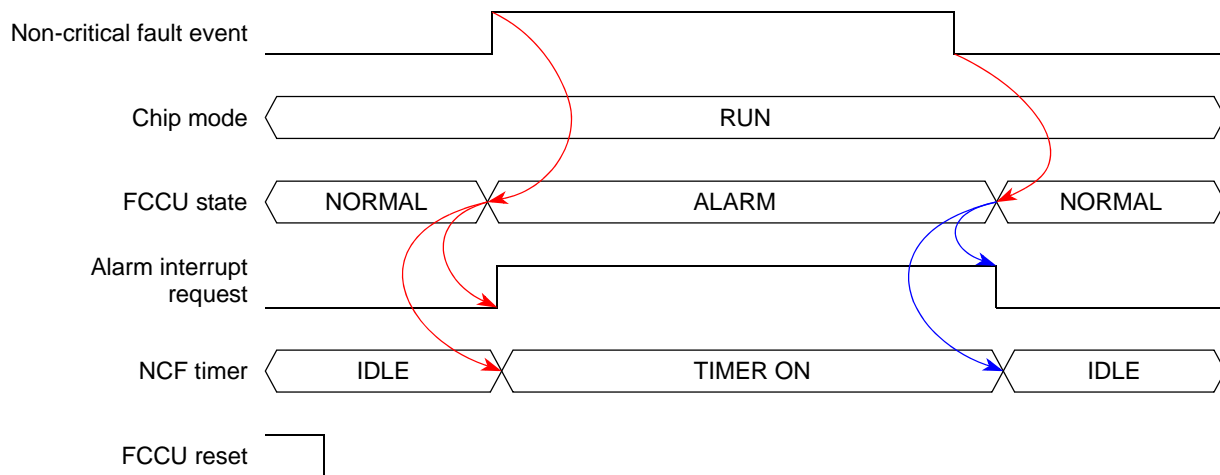 Non-critical fault event
Chip mode
RUN
FCCU state
NORMAL
ALARM
NORMAL
Alarm interrupt
request
NCF timer
IDLE
TIMER ON
IDLE
FCCU reset